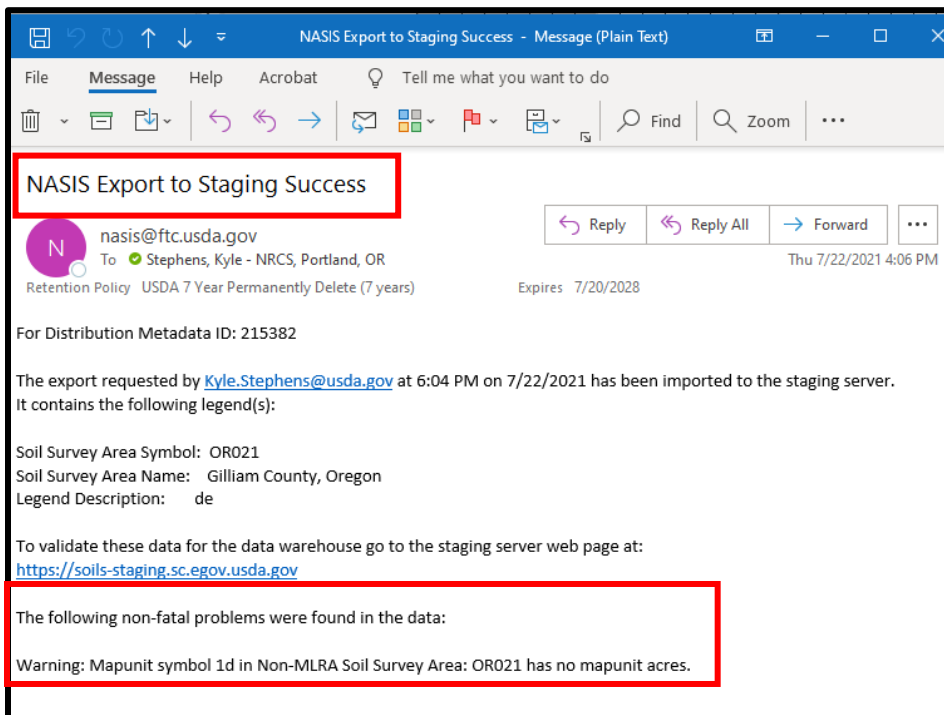 NASIS Export to Staging Success - Message (Plain Text)
File Message Help Acrobat Tell me what you want to do
Find Zoom
NASIS Export to Staging Success
N
nasis@ftc.usda.gov
Reply Reply All Forward
To Stephens, Kyle - NRCS, Portland, OR
Thu 7/22/2021 4:06 PM
Retention Policy USDA 7 Year Permanently Delete (7 years) Expires 7/20/2028
For Distribution Metadata ID: 215382
The export requested by Kyle.Stephens@usda.gov at 6:04 PM on 7/22/2021 has been imported to the staging server.
It contains the following legend(s):
Soil Survey Area Symbol: OR021
Soil Survey Area Name: Gilliam County, Oregon
Legend Description: de
To validate these data for the data warehouse go to the staging server web page at:
https://soils-staging.sc.egov.usda.gov
The following non-fatal problems were found in the data:
Warning: Mapunit symbol 1d in Non-MLRA Soil Survey Area: OR021 has no mapunit acres.